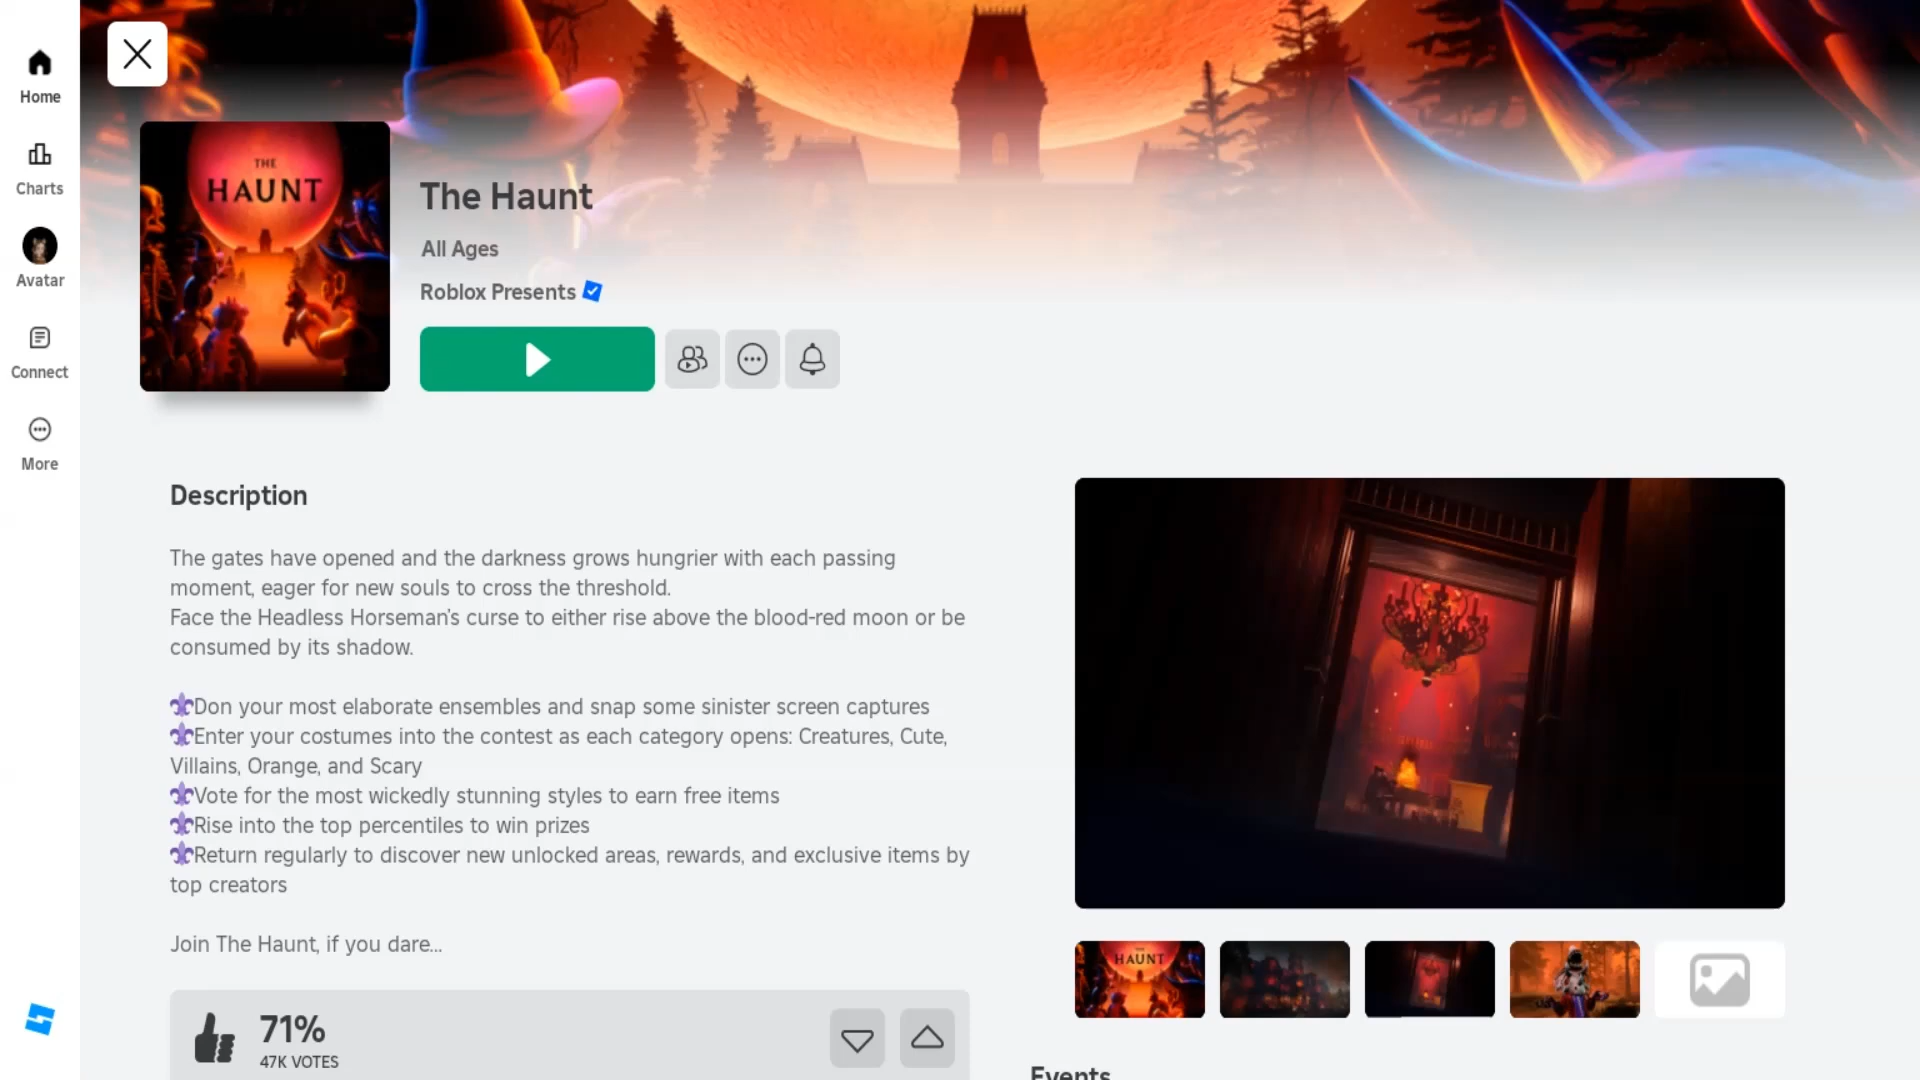 Home
Charts
Avatar
Connect
More
THE
HAUNT
The Haunt
All Ages
Roblox Presents
Description
The gates have opened and the darkness grows hungrier with each passing
moment, eager for new souls to cross the threshold.
Face the Headless Horseman's curse to either rise above the blood-red moon or be
consumed by its shadow.
⚜Don your most elaborate ensembles and snap some sinister screen captures
⚜Enter your costumes into the contest as each category opens: Creatures, Cute,
Villains, Orange, and Scary
⚜Vote for the most wickedly stunning styles to earn free items
⚜Rise into the top percentiles to win prizes
⚜Return regularly to discover new unlocked areas, rewards, and exclusive items by
top creators
Join The Haunt, if you dare...
71%
47K VOTES
THE
HAUNT
Events